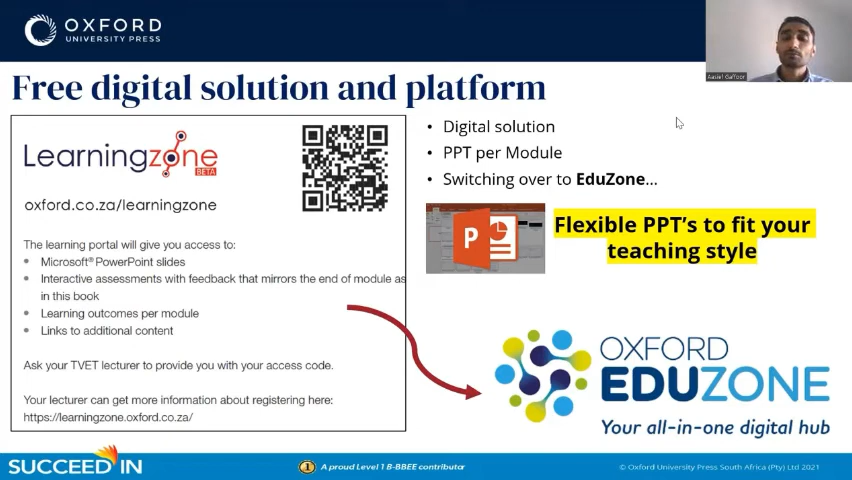 OXFORD
UNIVERSITY PRESS
Aasief Gaffoor
Free digital solution and platform
Learningzone
BETA
oxford.co.za/learningzone
The learning portal will give you access to:
• Microsoft® PowerPoint slides
• Interactive assessments with feedback that mirrors the end of module as
in this book
• Learning outcomes per module
• Links to additional content
Ask your TVET lecturer to provide you with your access code.
Your lecturer can get more information about registering here:
https://learningzone.oxford.co.za/
• Digital solution
• PPT per Module
• Switching over to EduZone...
P
Flexible PPT's to fit your
teaching style
OXFORD
EDUZONE
Your all-in-one digital hub
SUCCEED IN
1 A proud Level 1 B-BBEE contributor
© Oxford University Press South Africa (Pty) Ltd 2021